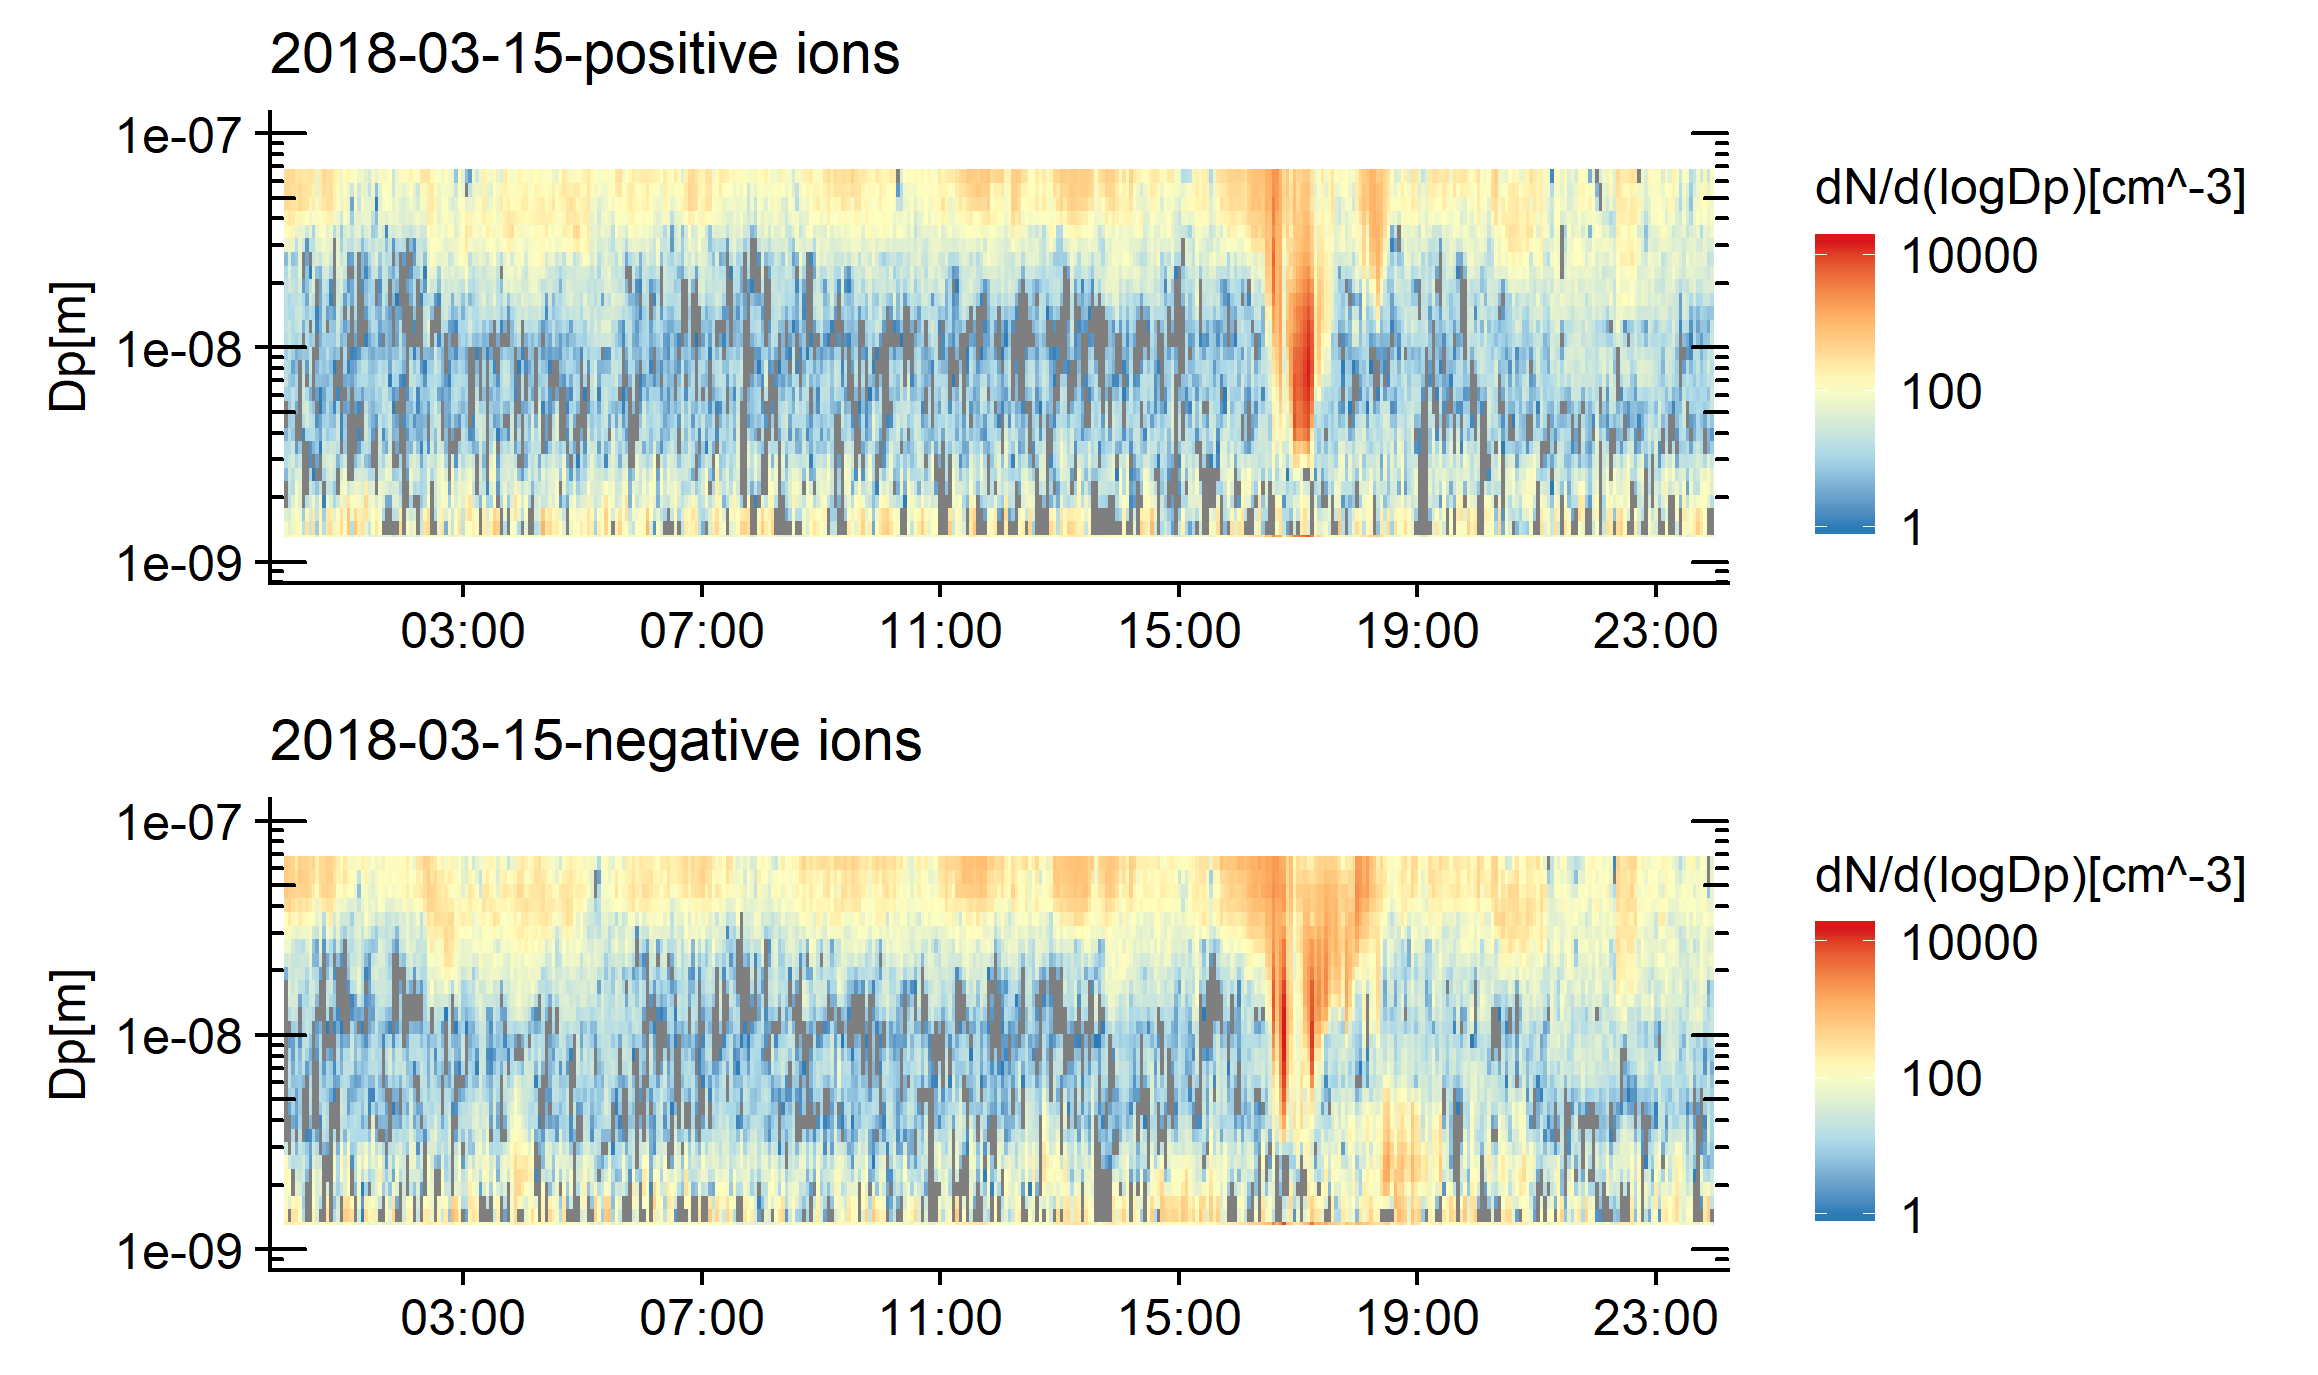 2018-03-15-positive ions
dN/d(logDp)[cm^-3]
10000
100
1
Dp[m]
1e-07
1e-08
1e-09
03:00 07:00 11:00 15:00 19:00 23:00
2018-03-15-negative ions
dN/d(logDp)[cm^-3]
10000
100
1
Dp[m]
1e-07
1e-08
1e-09
03:00 07:00 11:00 15:00 19:00 23:00